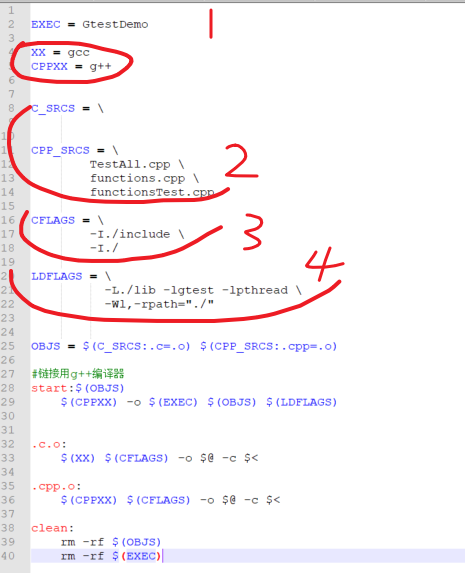 1
1
2 EXEC = GtestDemo
3
4 XX = gcc
5 CPPXX = g++
6
7
8 C_SRCS = \
9
10
11 CPP_SRCS = \
12 TestAll.cpp \
13 functions.cpp \
2
14 functionsTest.cpp
15
16 CFLAGS = \
17 -I./include \
3
18 -I./
19
20 LDFLAGS = \
4
21 -L./lib -lgtest -lpthread \
22 -Wl,-rpath="./"
23
24
25 OBJS = $(C_SRCS:.c=.o) $(CPP_SRCS:.cpp=.o)
26
27 #链接用g++编译器
28 start:$(OBJS)
29 $(CPPXX) -o $(EXEC) $(OBJS) $(LDFLAGS)
30
31
32 .c.o:
33 $(XX) $(CFLAGS) -o $@ -c $<
34
35 .cpp.o:
36 $(CPPXX) $(CFLAGS) -o $@ -c $<
37
38 clean:
39 rm -rf $(OBJS)
40 rm -rf $(EXEC)